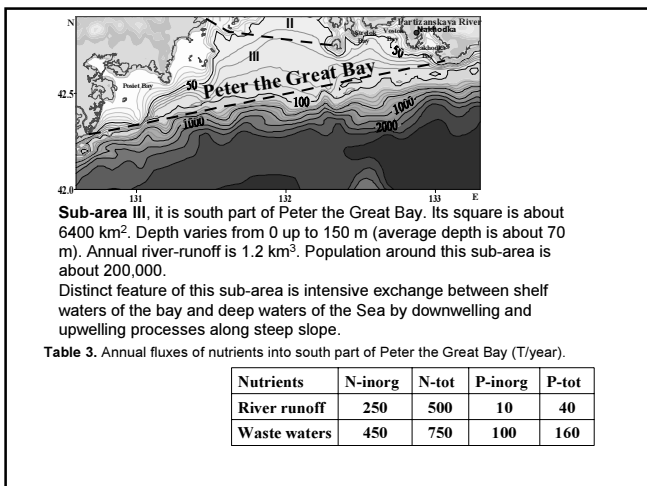 N
II
Partizanskaya River
Strelok Bay
Vostok Bay
Nakhodka
Nakhodka Bay
50
III
Posiet Bay
50
Peter the Great Bay
42.5
100
1000
1000
2000
42.0
131
132
133
E
Sub-area III, it is south part of Peter the Great Bay. Its square is about
6400 km². Depth varies from 0 up to 150 m (average depth is about 70
m). Annual river-runoff is 1.2 km³. Population around this sub-area is
about 200,000.
Distinct feature of this sub-area is intensive exchange between shelf
waters of the bay and deep waters of the Sea by downwelling and
upwelling processes along steep slope.
Table 3. Annual fluxes of nutrients into south part of Peter the Great Bay (T/year).
Nutrients N-inorg N-tot P-inorg P-tot
River runoff 250 500 10 40
Waste waters 450 750 100 160